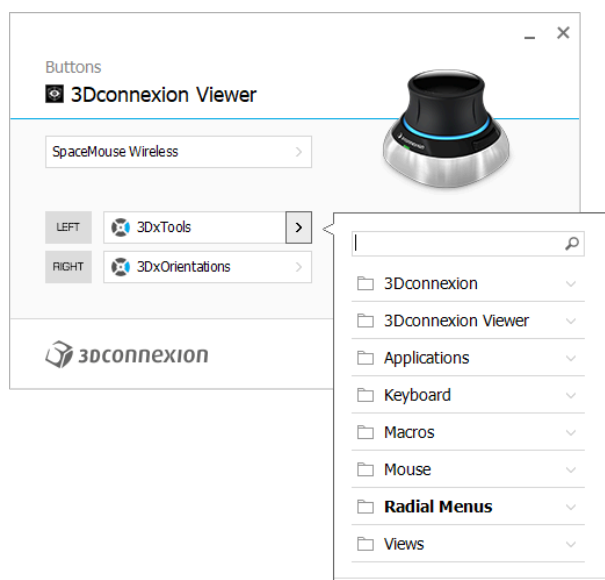 Buttons
3Dconnexion Viewer
SpaceMouse Wireless
LEFT
3DxTools
RIGHT
3DxOrientations
3Dconnexion
3Dconnexion
3Dconnexion Viewer
Applications
Keyboard
Macros
Mouse
Radial Menus
Views